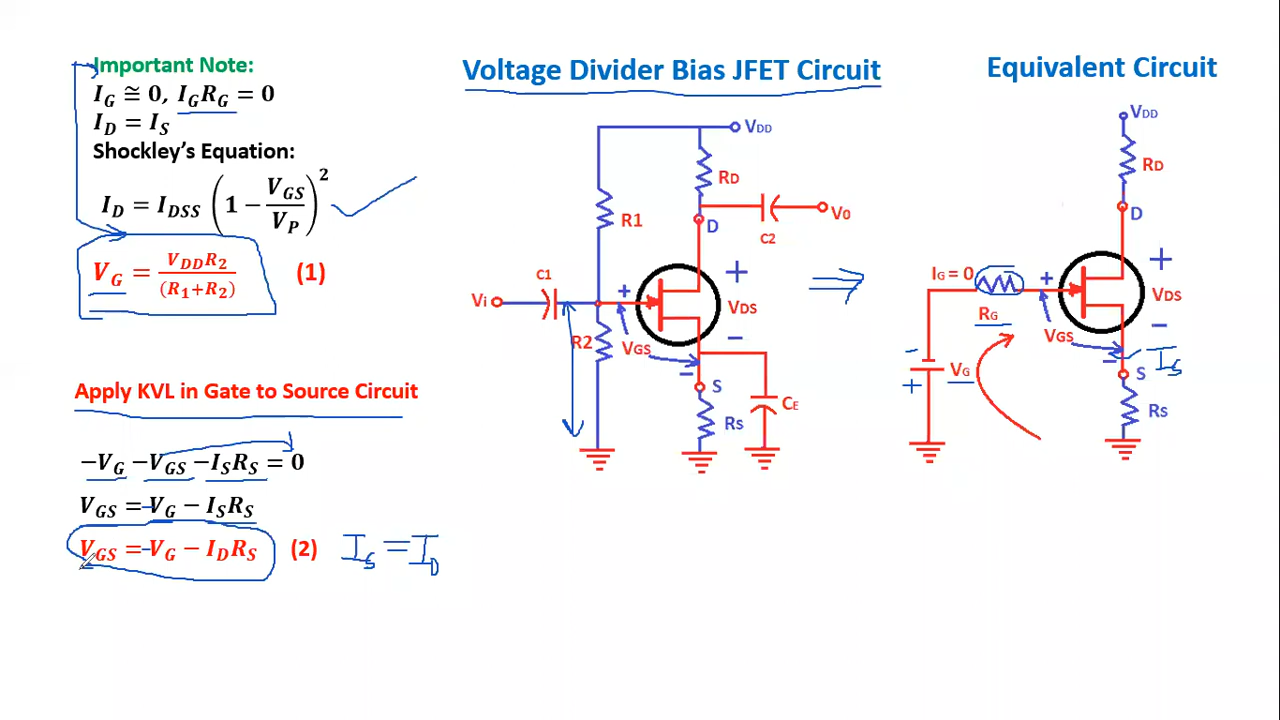 Important Note:
I_G ≅ 0, I_G R_G = 0
I_D = I_S
Shockley's Equation:
I_D = I_DSS (1 − V_GS / V_P)^2
V_G = V_DD R_2 / (R_1+R_2) (1)
Apply KVL in Gate to Source Circuit
−V_G −V_GS −I_S R_S = 0
V_GS = -V_G − I_S R_S
V_GS = -V_G − I_D R_S (2) I_S = I_D
Voltage Divider Bias JFET Circuit
VDD
RD
R1
D
C2
V0
C1
Vi
+
+
VDS
R2
VGS
−
−
S
RS
CE
Equivalent Circuit
VDD
RD
D
IG = 0
+
+
RG
VDS
VGS
−
−
I_S
-
VG
+
S
RS